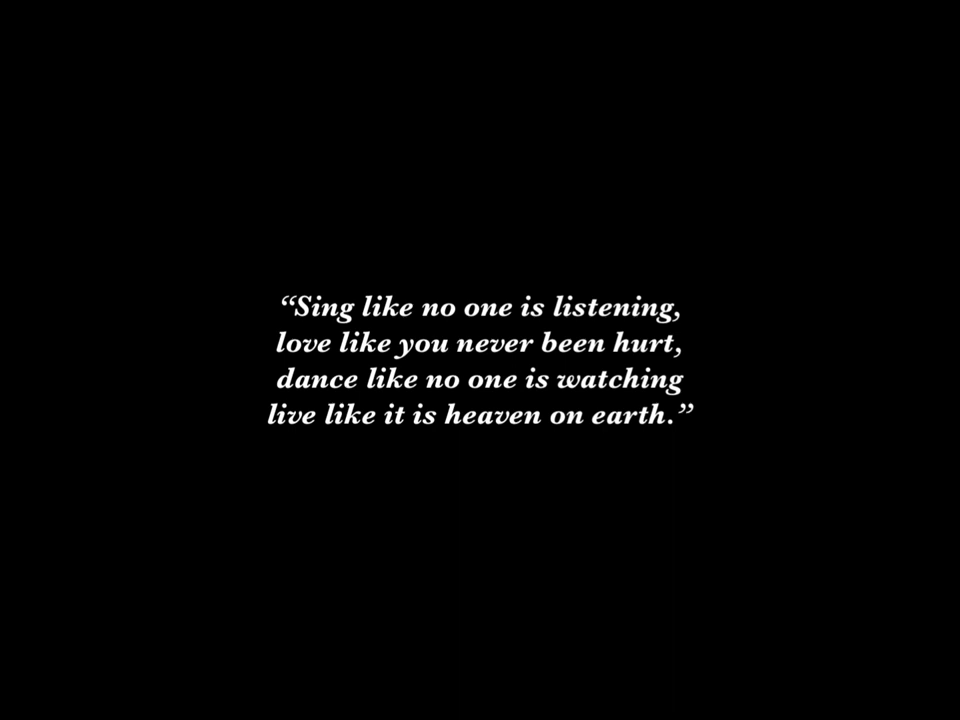 “Sing like no one is listening,
love like you never been hurt,
dance like no one is watching
live like it is heaven on earth.”